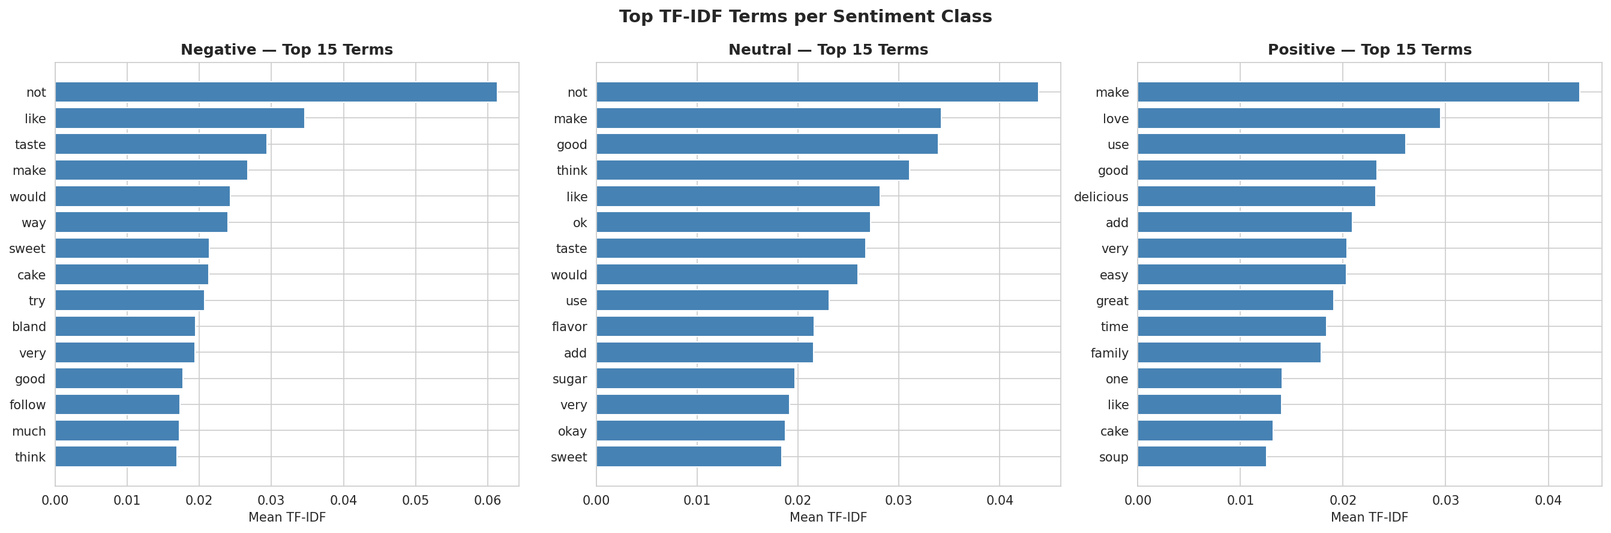 Top TF-IDF Terms per Sentiment Class
Negative — Top 15 Terms
not
like
taste
make
would
way
sweet
cake
try
bland
very
good
follow
much
think
0.00 0.01 0.02 0.03 0.04 0.05 0.06
Mean TF-IDF
Neutral — Top 15 Terms
not
make
good
think
like
ok
taste
would
use
flavor
add
sugar
very
okay
sweet
0.00 0.01 0.02 0.03 0.04
Mean TF-IDF
Positive — Top 15 Terms
make
love
use
good
delicious
add
very
easy
great
time
family
one
like
cake
soup
0.00 0.01 0.02 0.03 0.04
Mean TF-IDF